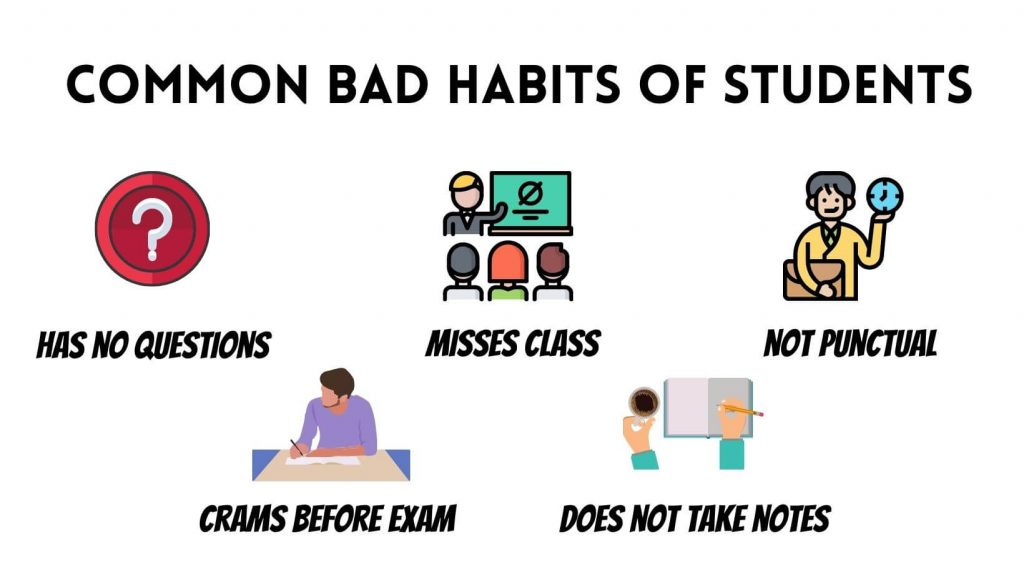 COMMON BAD HABITS OF STUDENTS
HAS NO QUESTIONS
MISSES CLASS
NOT PUNCTUAL
CRAMS BEFORE EXAM
DOES NOT TAKE NOTES